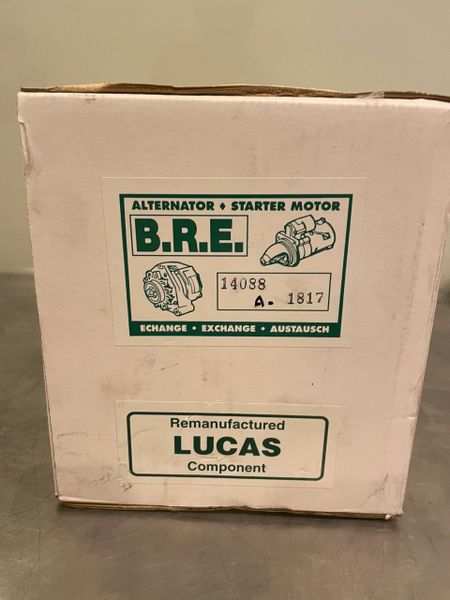 ALTERNATOR ♦ STARTER MOTOR
B.R.E.
14088
A. 1817
ECHANGE • EXCHANGE • AUSTAUSCH
Remanufactured
LUCAS
Component